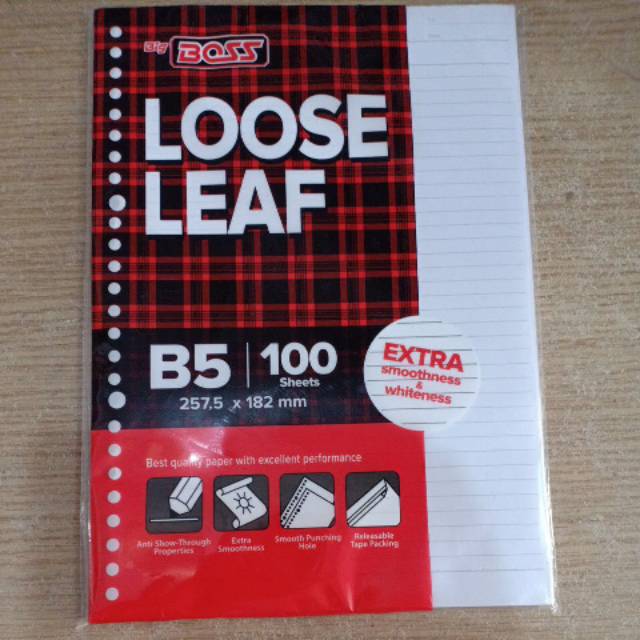 Big BOSS
LOOSE
LEAF
B5 | 100
Sheets
257.5 x 182 mm
EXTRA
smoothness
&
whiteness
Best quality paper with excellent performance
Anti Show-Through
Properties
Extra
Smoothness
Smooth Punching
Hole
Releasable
Tape Packing